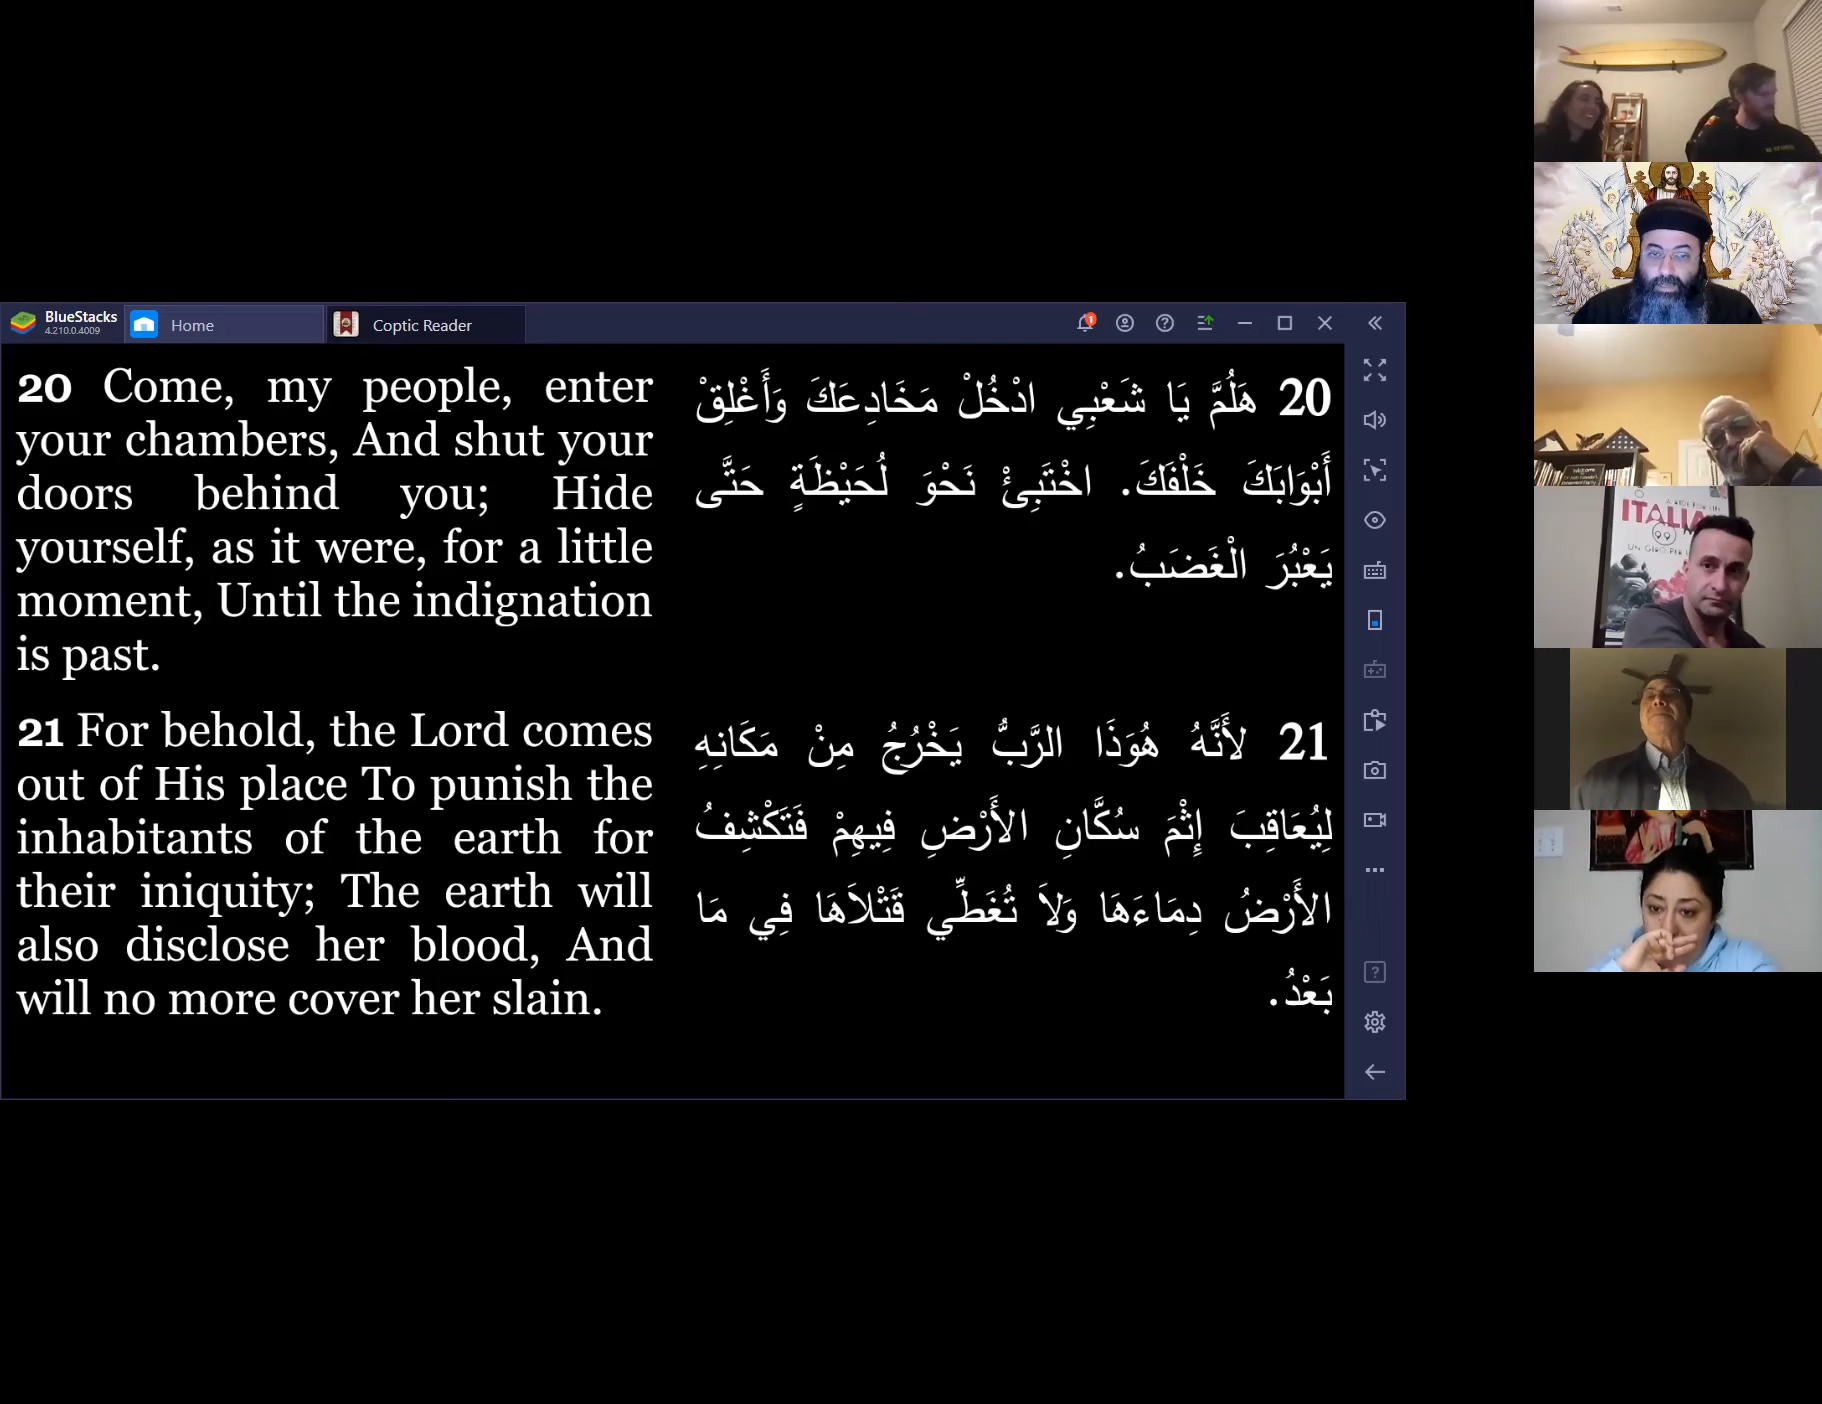 BlueStacks
4.210.0.4009
Home
Coptic Reader
1
20 Come, my people, enter
your chambers, And shut your
doors behind you; Hide
yourself, as it were, for a little
moment, Until the indignation
is past.
21 For behold, the Lord comes
out of His place To punish the
inhabitants of the earth for
their iniquity; The earth will
also disclose her blood, And
will no more cover her slain.
20 هَلُمَّ يَا شَعْبِي ادْخُلْ مَخَادِعَكَ وَأَغْلِقْ
أَبْوَابَكَ خَلْفَكَ. اخْتَبِئْ نَحْوَ لُحَيْظَةٍ حَتَّى
يَعْبُرَ الْغَضَبُ.
21 لأَنَّهُ هُوَذَا الرَّبُّ يَخْرُجُ مِنْ مَكَانِهِ
لِيُعَاقِبَ إِثْمَ سُكَّانِ الأَرْضِ فِيهِمْ فَتَكْشِفُ
الأَرْضُ دِمَاءَهَا وَلاَ تُغَطِّي قَتْلاَهَا فِي مَا
بَعْدُ.
ITALIA